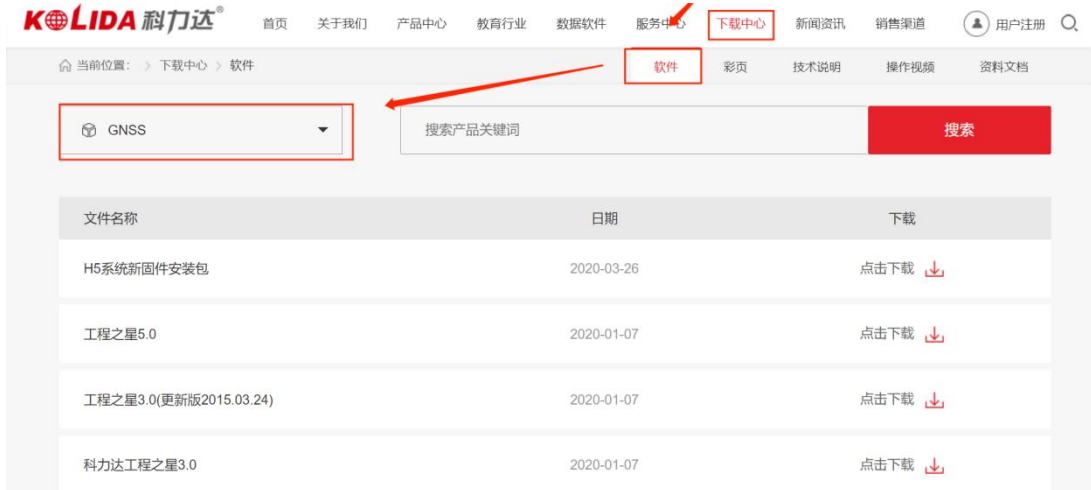 KOLIDA 科力达® 首页 关于我们 产品中心 教育行业 数据软件 服务中心 下载中心 新闻资讯 销售渠道 用户注册
当前位置： > 下载中心 > 软件 软件 彩页 技术说明 操作视频 资料文档
GNSS 搜索产品关键词 搜索
文件名称 日期 下载
H5系统新固件安装包 2020-03-26 点击下载
工程之星5.0 2020-01-07 点击下载
工程之星3.0(更新版2015.03.24) 2020-01-07 点击下载
科力达工程之星3.0 2020-01-07 点击下载